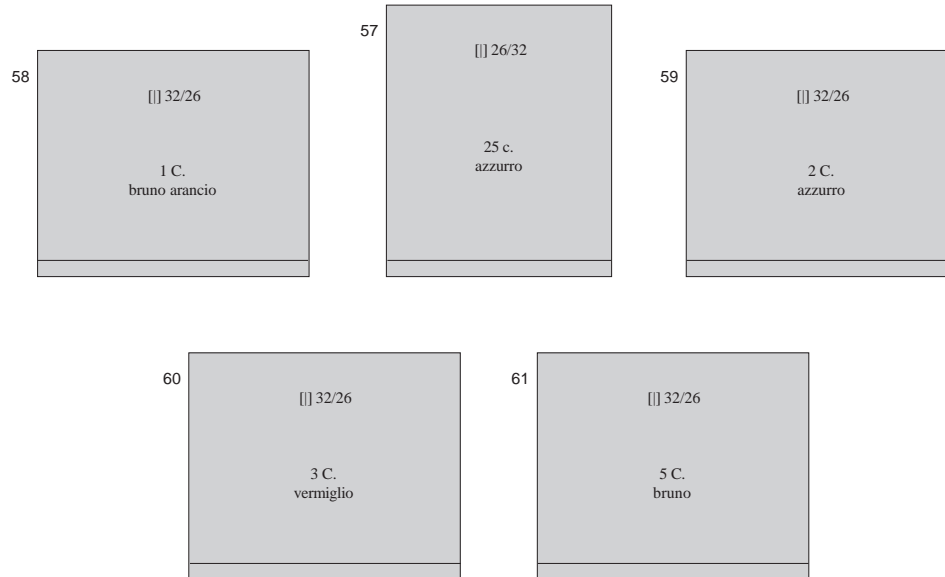 57
[|] 26/32
25 c.
azzurro
58
[|] 32/26
1 C.
bruno arancio
59
[|] 32/26
2 C.
azzurro
60
[|] 32/26
3 C.
vermiglio
61
[|] 32/26
5 C.
bruno